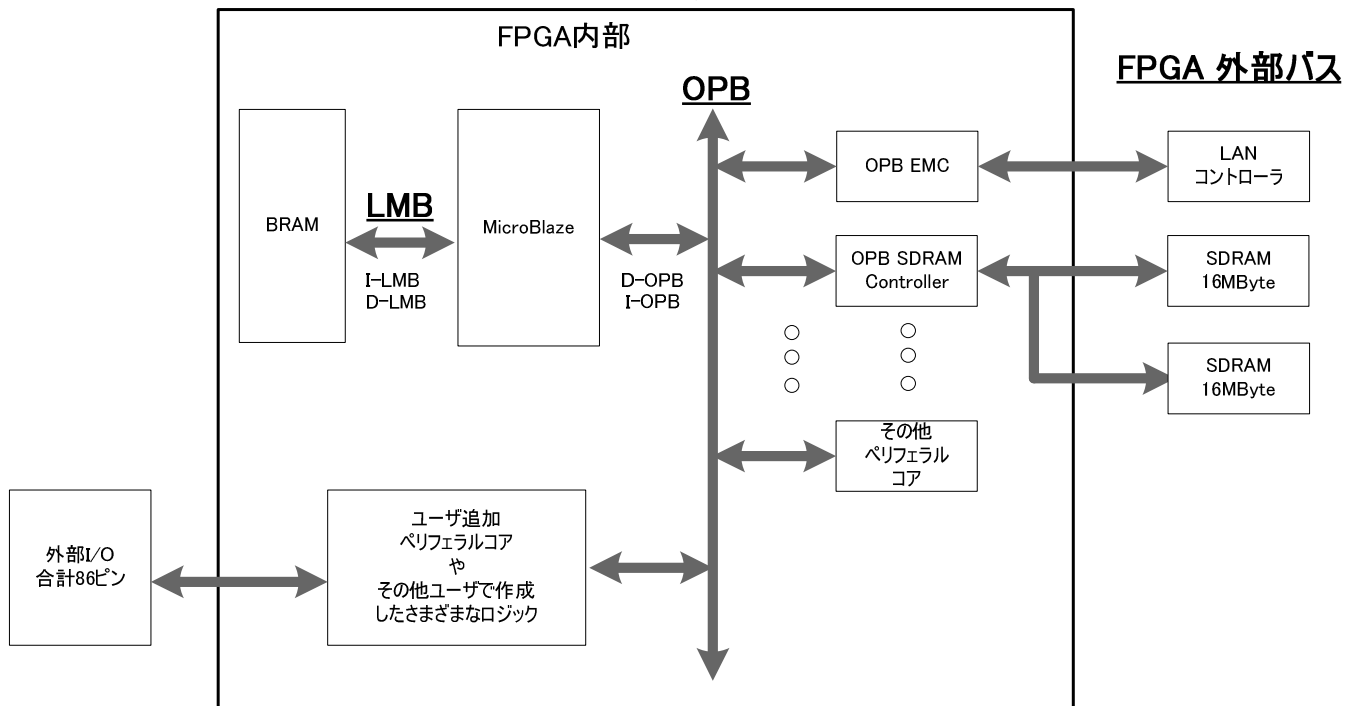 FPGA内部
FPGA 外部バス
OPB
BRAM
LMB
I-LMB
D-LMB
MicroBlaze
D-OPB
I-OPB
OPB EMC
LAN
コントローラ
OPB SDRAM
Controller
SDRAM
16MByte
SDRAM
16MByte
その他
ペリフェラル
コア
外部I/O
合計86ピン
ユーザ追加
ペリフェラルコア
や
その他ユーザで作成
したさまざまなロジック